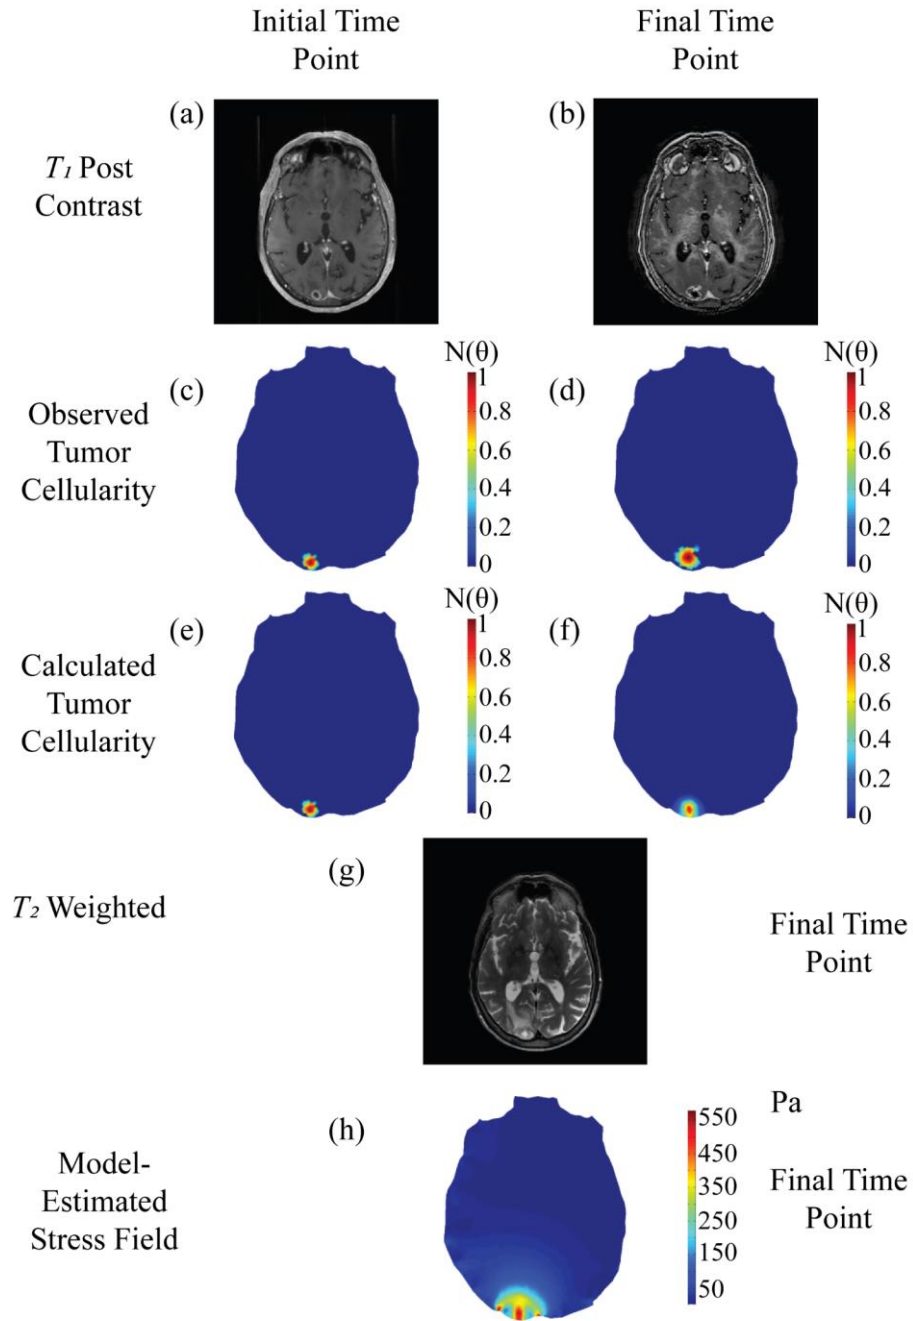 Initial Time
Point
Final Time
Point
T1 Post
Contrast
(a)
(b)
Observed
Tumor
Cellularity
(c)
N(θ)
1
0.8
0.6
0.4
0.2
0
(d)
N(θ)
1
0.8
0.6
0.4
0.2
0
Calculated
Tumor
Cellularity
(e)
N(θ)
1
0.8
0.6
0.4
0.2
0
(f)
N(θ)
1
0.8
0.6
0.4
0.2
0
T2 Weighted
(g)
Final Time
Point
Model-
Estimated
Stress Field
(h)
550
450
350
250
150
50
Pa
Final Time
Point